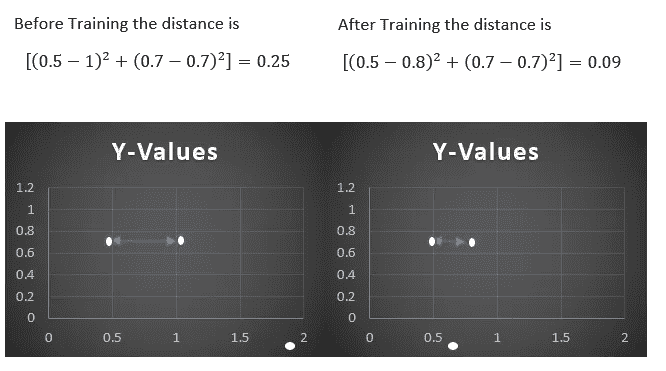 Before Training the distance is
[(0.5 − 1)² + (0.7 − 0.7)²] = 0.25
After Training the distance is
[(0.5 − 0.8)² + (0.7 − 0.7)²] = 0.09
Y-Values
1.2
1
0.8
0.6
0.4
0.2
0
0 0.5 1 1.5 2
Y-Values
1.2
1
0.8
0.6
0.4
0.2
0
0 0.5 1 1.5 2